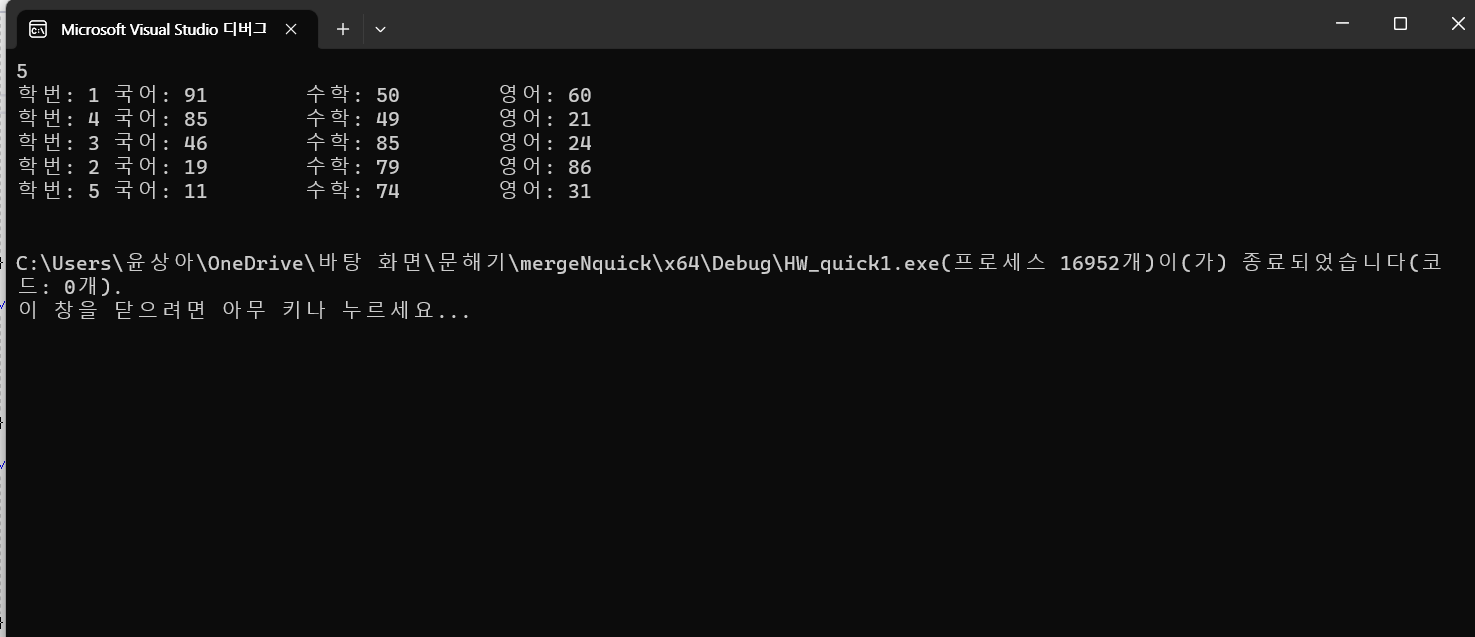 Microsoft Visual Studio 디버그
5
학번: 1 국어: 91 수학: 50 영어: 60
학번: 4 국어: 85 수학: 49 영어: 21
학번: 3 국어: 46 수학: 85 영어: 24
학번: 2 국어: 19 수학: 79 영어: 86
학번: 5 국어: 11 수학: 74 영어: 31
C:\Users\윤상아\OneDrive\바탕 화면\문해기\mergeNquick\x64\Debug\HW_quick1.exe(프로세스 16952개)이(가) 종료되었습니다(코
드: 0개).
이 창을 닫으려면 아무 키나 누르세요...